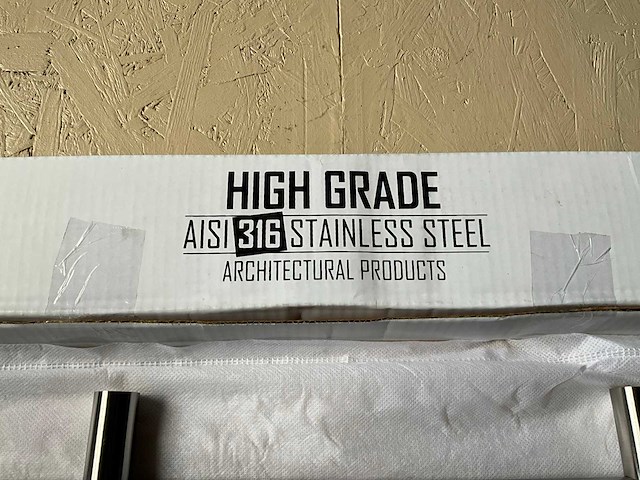 HIGH GRADE
AISI 316 STAINLESS STEEL
ARCHITECTURAL PRODUCTS